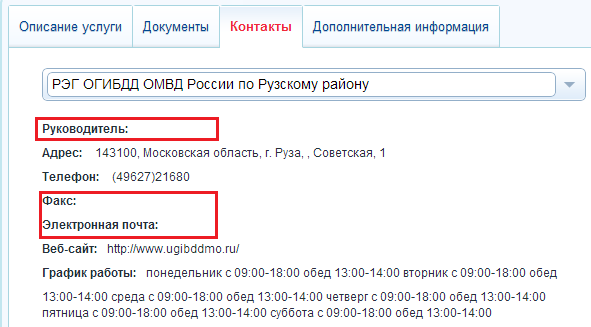 Описание услуги Документы Контакты Дополнительная информация
РЭГ ОГИБДД ОМВД России по Рузскому району
Руководитель:
Адрес: 143100, Московская область, г. Руза, , Советская, 1
Телефон: (49627)21680
Факс:
Электронная почта:
Веб-сайт: http://www.ugibddmo.ru/
График работы: понедельник с 09:00-18:00 обед 13:00-14:00 вторник с 09:00-18:00 обед
13:00-14:00 среда с 09:00-18:00 обед 13:00-14:00 четверг с 09:00-18:00 обед 13:00-14:00
пятница с 09:00-18:00 обед 13:00-14:00 суббота с 09:00-18:00 обед 13:00-14:00